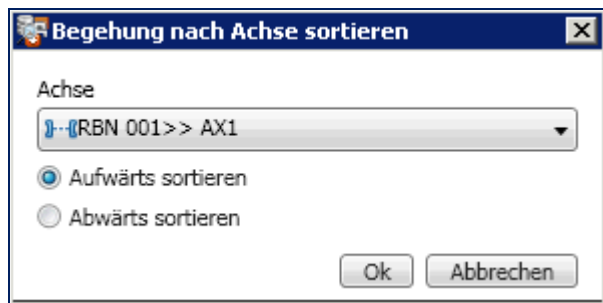 Begehung nach Achse sortieren
Achse
RBN 001>> AX1
Aufwärts sortieren
Abwärts sortieren
Ok Abbrechen